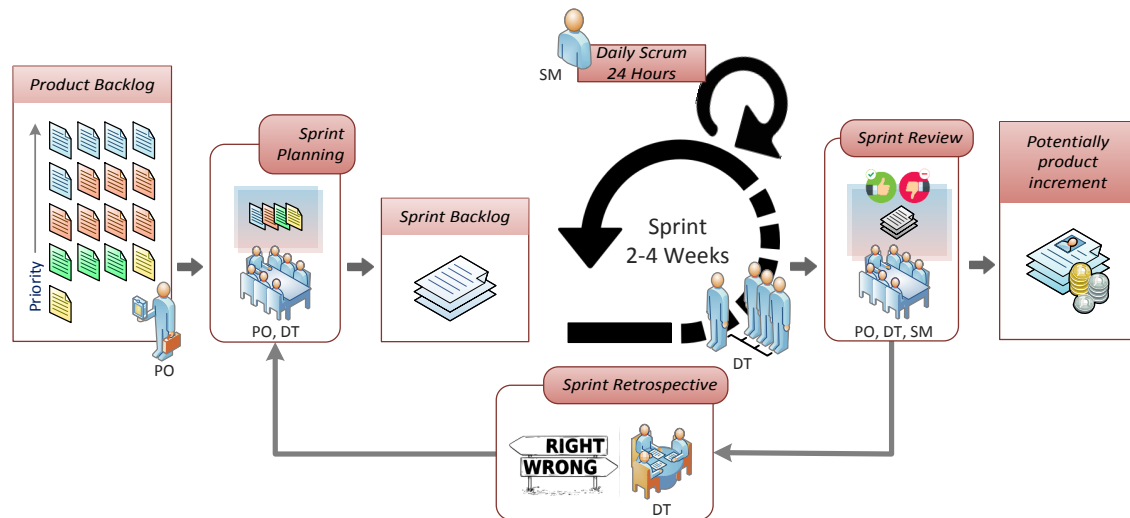 Product Backlog
Priority
PO
Sprint
Planning
PO, DT
Sprint Backlog
SM
Daily Scrum
24 Hours
Sprint
2-4 Weeks
DT
Sprint Review
PO, DT, SM
Potentially
product
increment
Sprint Retrospective
RIGHT
WRONG
DT